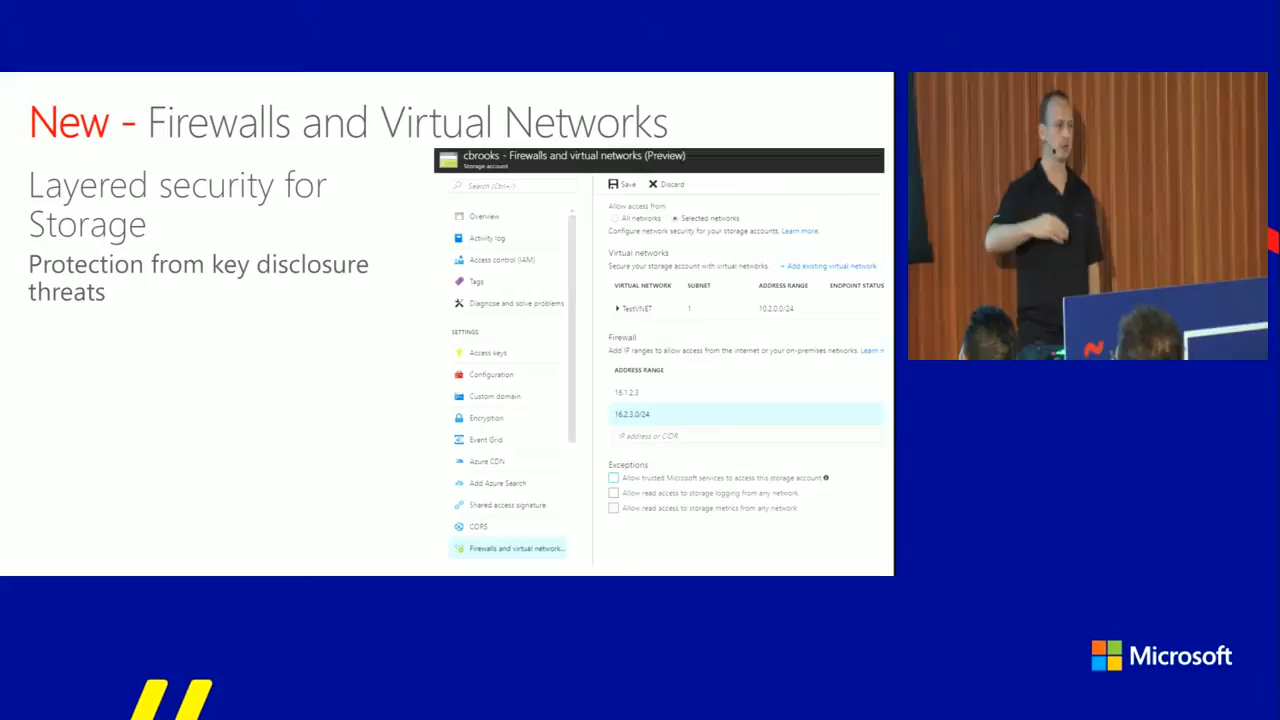 New - Firewalls and Virtual Networks
Layered security for
Storage
Protection from key disclosure
threats
cbrooks - Firewalls and virtual networks (Preview)
Storage account
Search (Ctrl+/)
Overview
Activity log
Access control (IAM)
Tags
Diagnose and solve problems
SETTINGS
Access keys
Configuration
Custom domain
Encryption
Event Grid
Azure CDN
Add Azure Search
Shared access signature
CORS
Firewalls and virtual network...
Save Discard
Allow access from
All networks Selected networks
Configure network security for your storage accounts. Learn more.
Virtual networks
Secure your storage account with virtual networks. + Add existing virtual network
VIRTUAL NETWORK SUBNET ADDRESS RANGE ENDPOINT STATUS
TestVNET 1 10.2.0.0/24
Firewall
Add IP ranges to allow access from the internet or your on-premises networks. Learn m
ADDRESS RANGE
16.1.2.3
16.2.3.0/24
IP address or CIDR
Exceptions
Allow trusted Microsoft services to access this storage account
Allow read access to storage logging from any network
Allow read access to storage metrics from any network
Microsoft